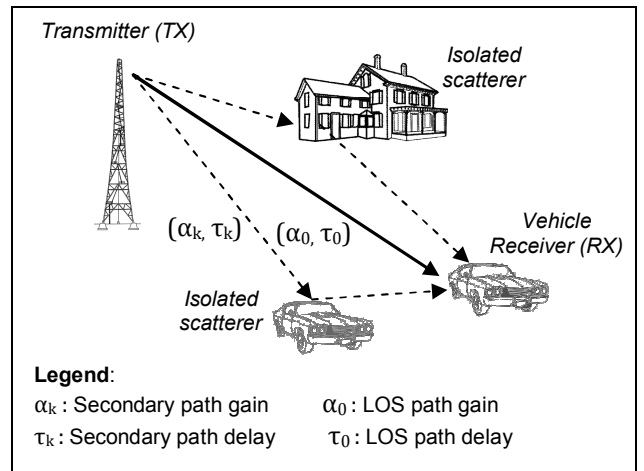 Transmitter (TX)
Isolated
scatterer
(αk, τk)
(α0, τ0)
Vehicle
Receiver (RX)
Isolated
scatterer
Legend:
αk : Secondary path gain
α0 : LOS path gain
τk : Secondary path delay
τ0 : LOS path delay